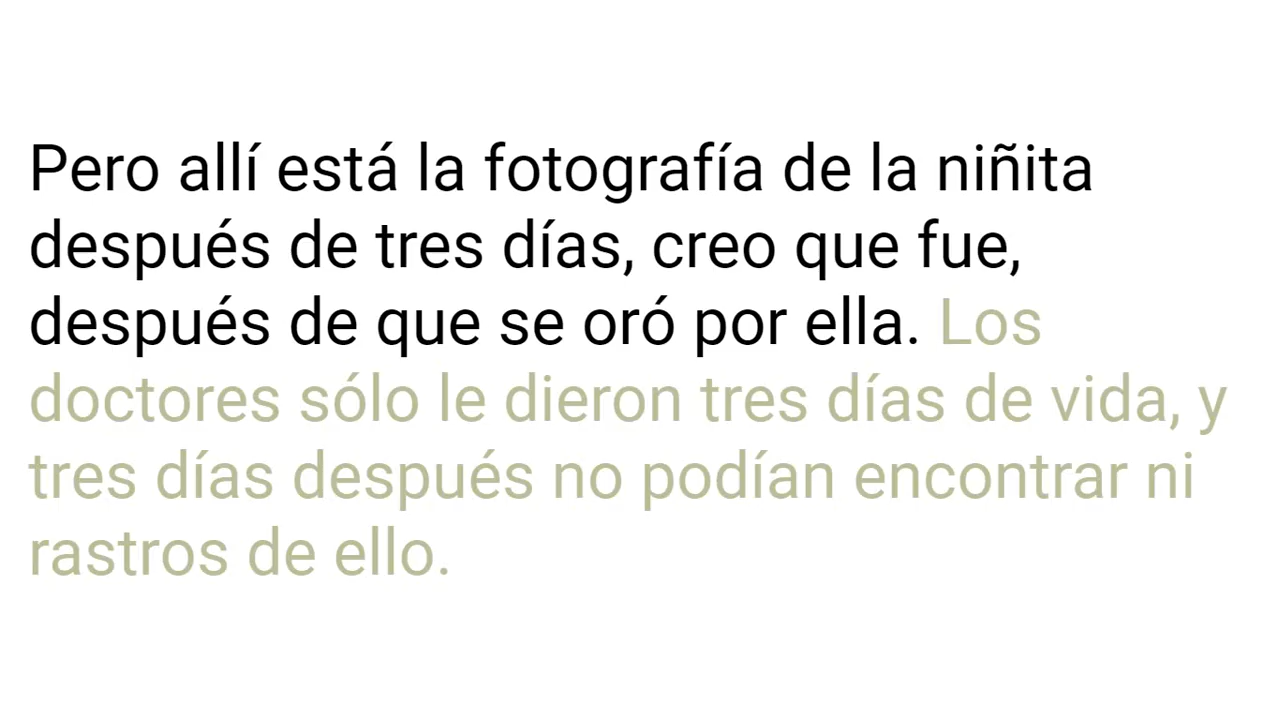 Pero allí está la fotografía de la niñita
después de tres días, creo que fue,
después de que se oró por ella. Los
doctores sólo le dieron tres días de vida, y
tres días después no podían encontrar ni
rastros de ello.